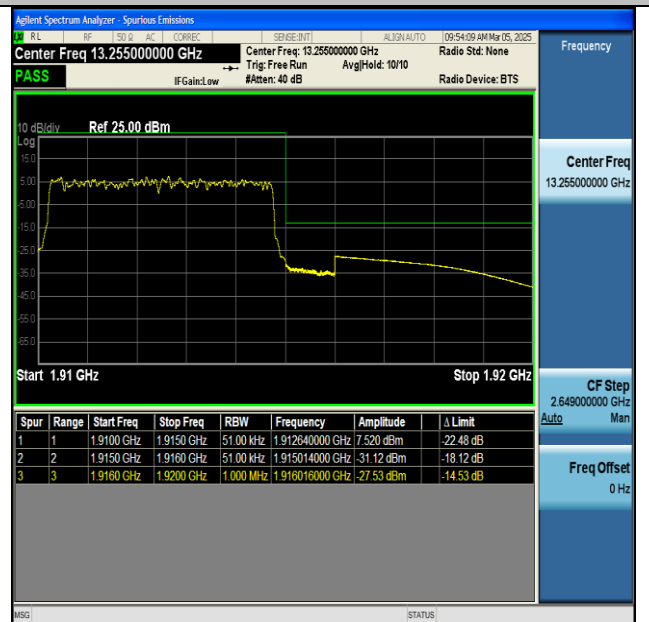 Agilent Spectrum Analyzer - Spurious Emissions
RL RF 50 Ω AC CORREC SENSE:INT ALIGN AUTO 09:54:09 AM Mar 05, 2025
Center Freq 13.255000000 GHz
Center Freq: 13.255000000 GHz Radio Std: None
Trig: Free Run Avg|Hold: 10/10
PASS IFGain:Low #Atten: 40 dB Radio Device: BTS
Frequency
10 dB/div Ref 25.00 dBm
Log
15.0
5.00
-5.00
-15.0
-25.0
-35.0
-45.0
-55.0
-65.0
Start 1.91 GHz Stop 1.92 GHz
Spur Range Start Freq Stop Freq RBW Frequency Amplitude Δ Limit
1 1 1.9100 GHz 1.9150 GHz 51.00 kHz 1.912640000 GHz 7.520 dBm -22.48 dB
2 2 1.9150 GHz 1.9160 GHz 51.00 kHz 1.915014000 GHz -31.12 dBm -18.12 dB
3 3 1.9160 GHz 1.9200 GHz 1.000 MHz 1.916016000 GHz -27.53 dBm -14.53 dB
Center Freq
13.255000000 GHz
CF Step
2.649000000 GHz
Auto Man
Freq Offset
0 Hz
MSG STATUS